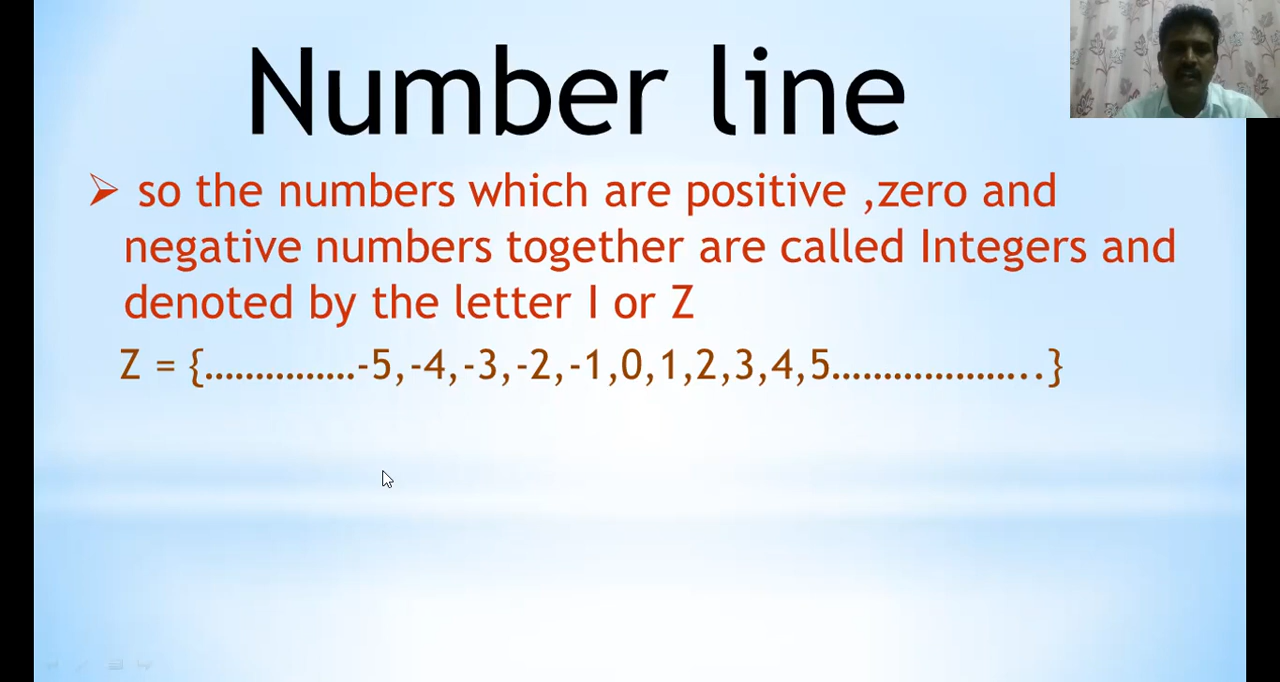 Number line
➢ so the numbers which are positive ,zero and
negative numbers together are called Integers and
denoted by the letter I or Z
Z = {...............-5,-4,-3,-2,-1,0,1,2,3,4,5.....................}